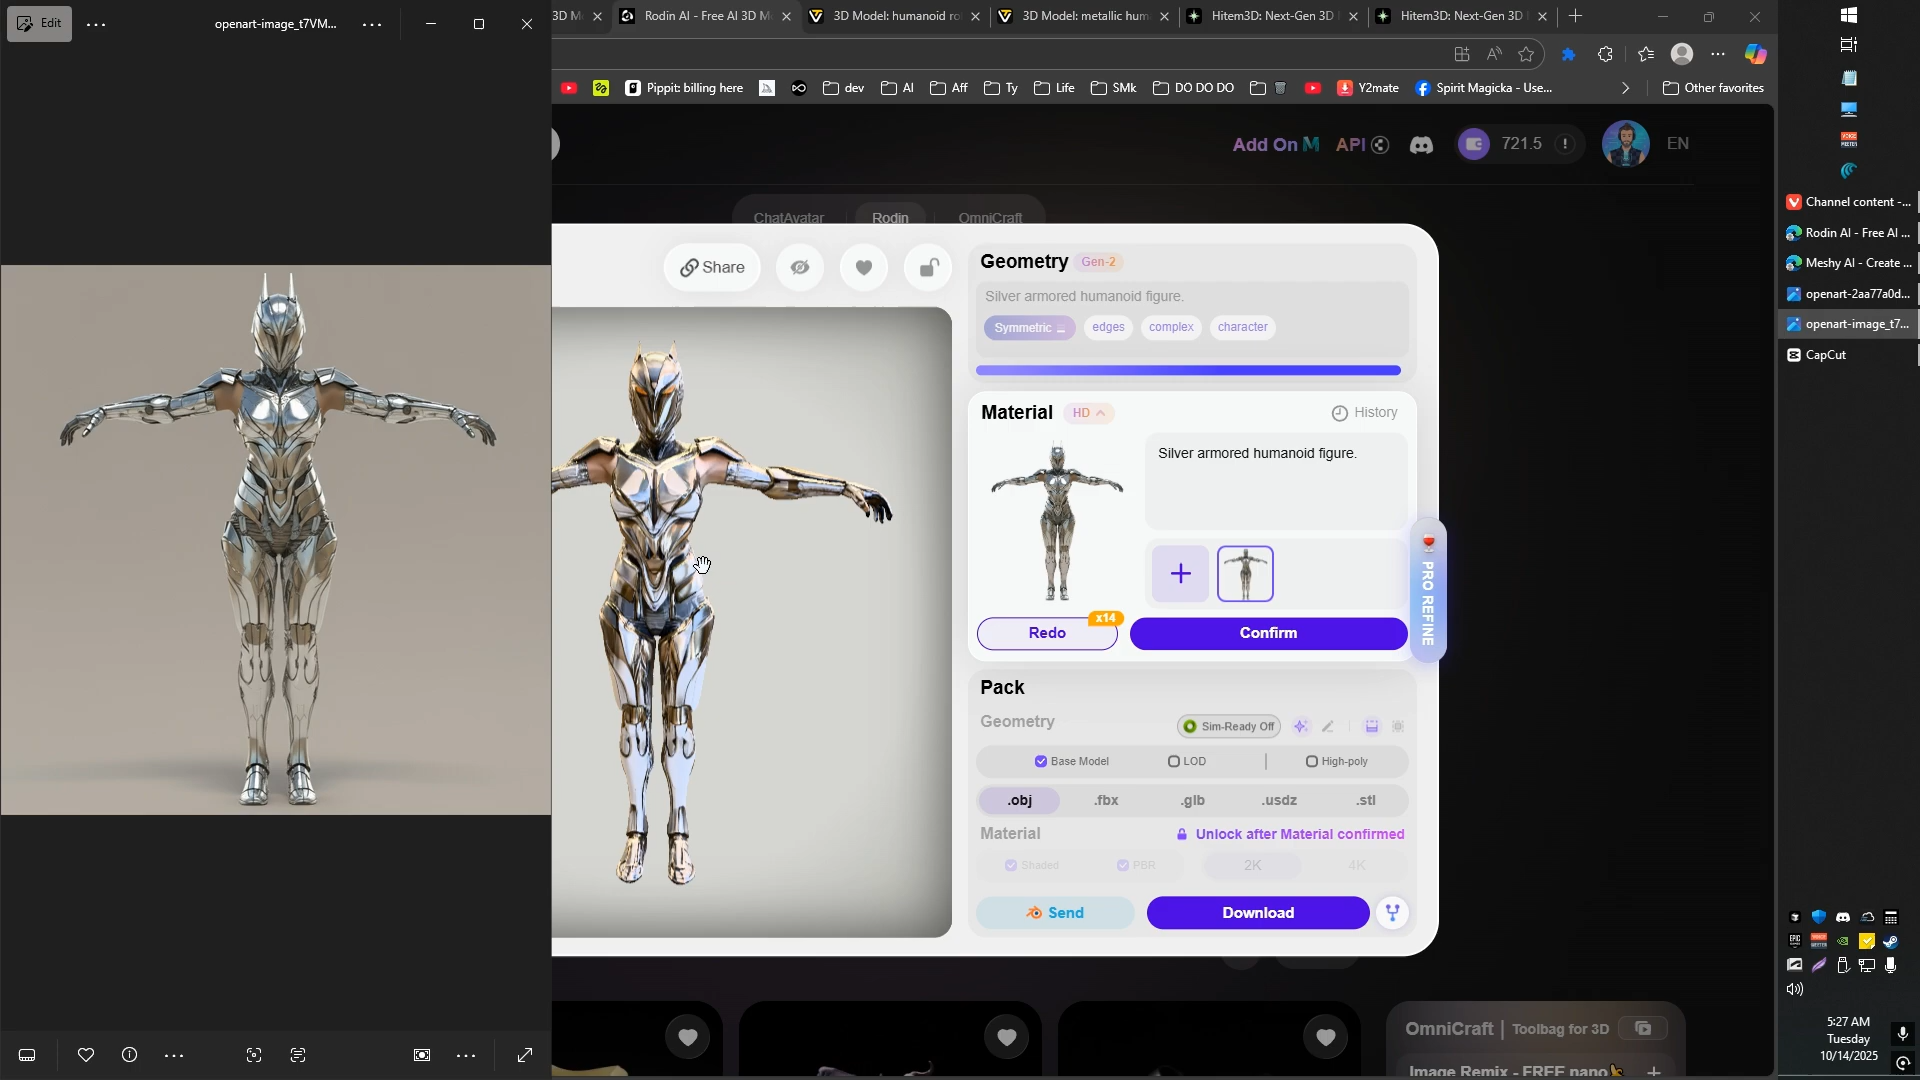 Edit
openart-image_t7VM...
3D M
Rodin AI - Free AI 3D M
3D Model: humanoid ro
3D Model: metallic hum
Hitem3D: Next-Gen 3D
Hitem3D: Next-Gen 3D
Pippit: billing here
dev
AI
Aff
Ty
Life
SMk
DO DO DO
Y2mate
Spirit Magicka - Use...
Other favorites
Add On
API
721.5
EN
ChatAvatar
Rodin
OmniCraft
Share
Geometry
Gen-2
Silver armored humanoid figure.
Symmetric
edges
complex
character
Material
HD
History
Silver armored humanoid figure.
x14
Redo
Confirm
PRO REFINE
Pack
Geometry
Sim-Ready Off
Base Model
LOD
High-poly
.obj
.fbx
.glb
.usdz
.stl
Material
Unlock after Material confirmed
Shaded
PBR
2K
4K
Send
Download
OmniCraft | Toolbag for 3D
Image Remix - FREE nano
Channel content -...
Rodin AI - Free AI ...
Meshy AI - Create ...
openart-2aa77a0d...
openart-image_t7...
CapCut
5:27 AM
Tuesday
10/14/2025